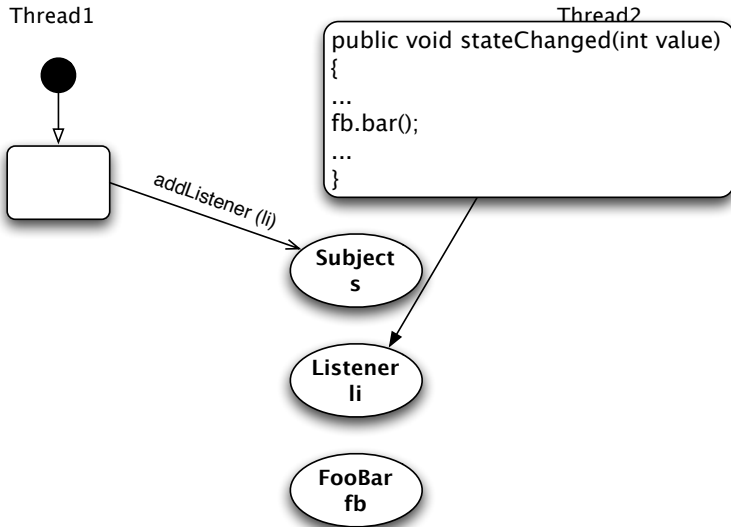 Thread1
Thread2
public void stateChanged(int value)
{
...
fb.bar();
...
}
addListener (li)
Subject
s
Listener
li
FooBar
fb